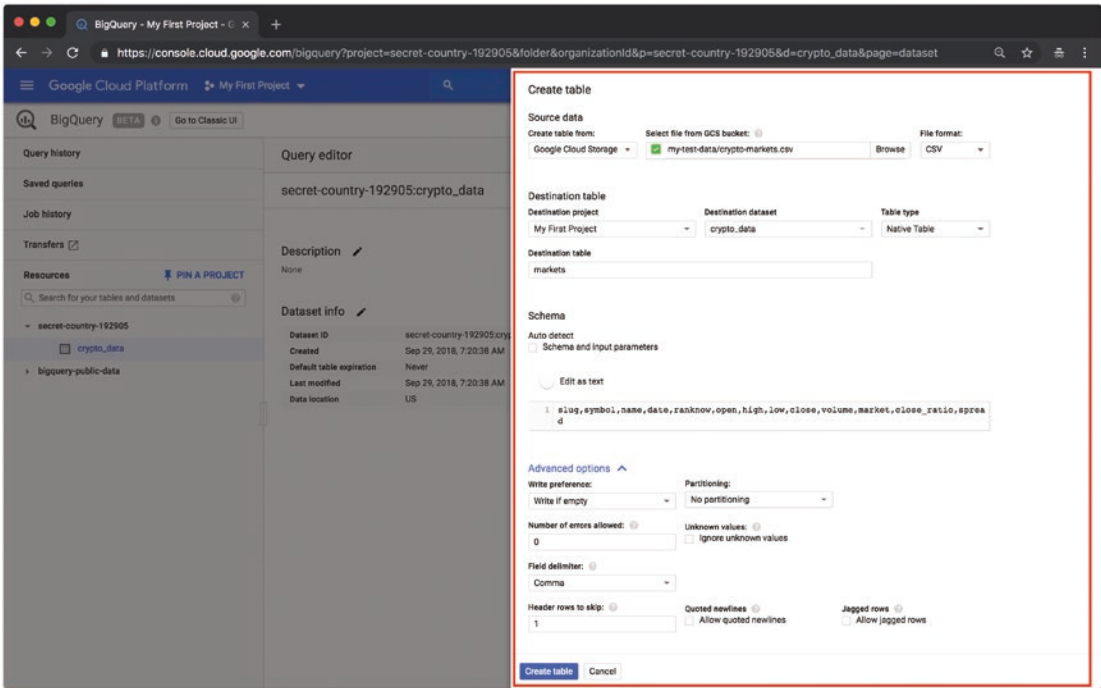 BigQuery - My First Project - G
https://console.cloud.google.com/bigquery?project=secret-country-192905&folder&organizationId&p=secret-country-192905&d=crypto_data&page=dataset
Google Cloud Platform My First Project
BigQuery BETA Go to Classic UI
Query history
Saved queries
Job history
Transfers
Resources PIN A PROJECT
Search for your tables and datasets
secret-country-192905
crypto_data
bigquery-public-data
Query editor
secret-country-192905:crypto_data
Description
None
Dataset info
Dataset ID secret-country-192905:cryp
Created Sep 29, 2018, 7:20:38 AM
Default table expiration Never
Last modified Sep 29, 2018, 7:20:38 AM
Data location US
Create table
Source data
Create table from: Select file from GCS bucket: File format:
Google Cloud Storage my-test-data/crypto-markets.csv Browse CSV
Destination table
Destination project Destination dataset Table type
My First Project crypto_data Native Table
Destination table
markets
Schema
Auto detect
Schema and input parameters
Edit as text
1 slug,symbol,name,date,ranknow,open,high,low,close,volume,market,close_ratio,sprea
d
Advanced options
Write preference: Partitioning:
Write if empty No partitioning
Number of errors allowed: Unknown values:
0 Ignore unknown values
Field delimiter:
Comma
Header rows to skip: Quoted newlines Jagged rows
1 Allow quoted newlines Allow jagged rows
Create table Cancel